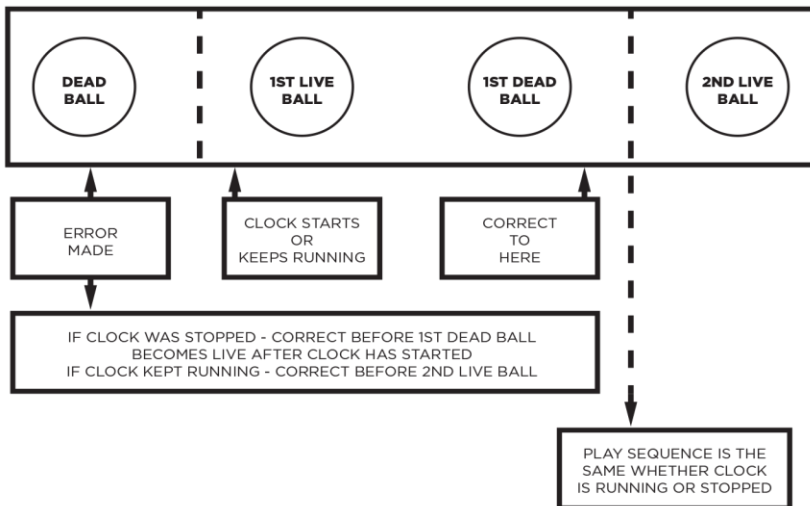 DEAD
BALL
1ST LIVE
BALL
1ST DEAD
BALL
2ND LIVE
BALL
ERROR
MADE
CLOCK STARTS
OR
KEEPS RUNNING
CORRECT
TO
HERE
IF CLOCK WAS STOPPED - CORRECT BEFORE 1ST DEAD BALL
BECOMES LIVE AFTER CLOCK HAS STARTED
IF CLOCK KEPT RUNNING - CORRECT BEFORE 2ND LIVE BALL
PLAY SEQUENCE IS THE
SAME WHETHER CLOCK
IS RUNNING OR STOPPED